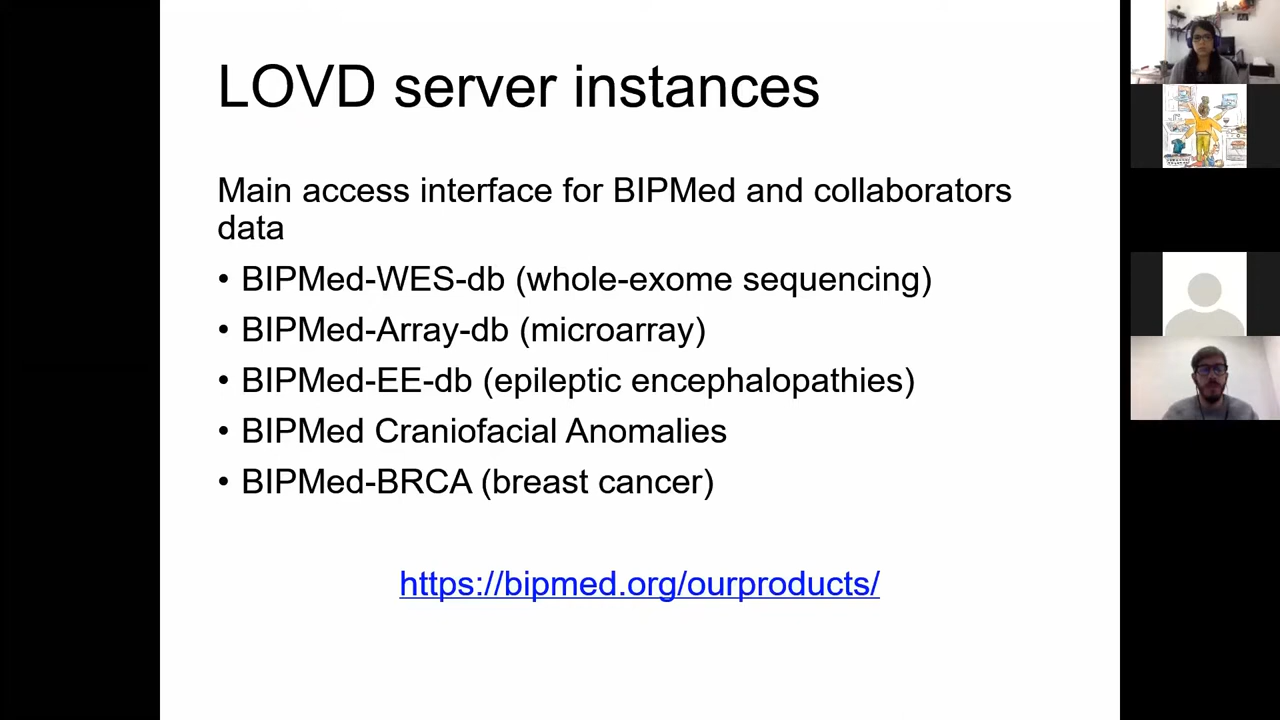 LOVD server instances
Main access interface for BIPMed and collaborators
data
• BIPMed-WES-db (whole-exome sequencing)
• BIPMed-Array-db (microarray)
• BIPMed-EE-db (epileptic encephalopathies)
• BIPMed Craniofacial Anomalies
• BIPMed-BRCA (breast cancer)
https://bipmed.org/ourproducts/